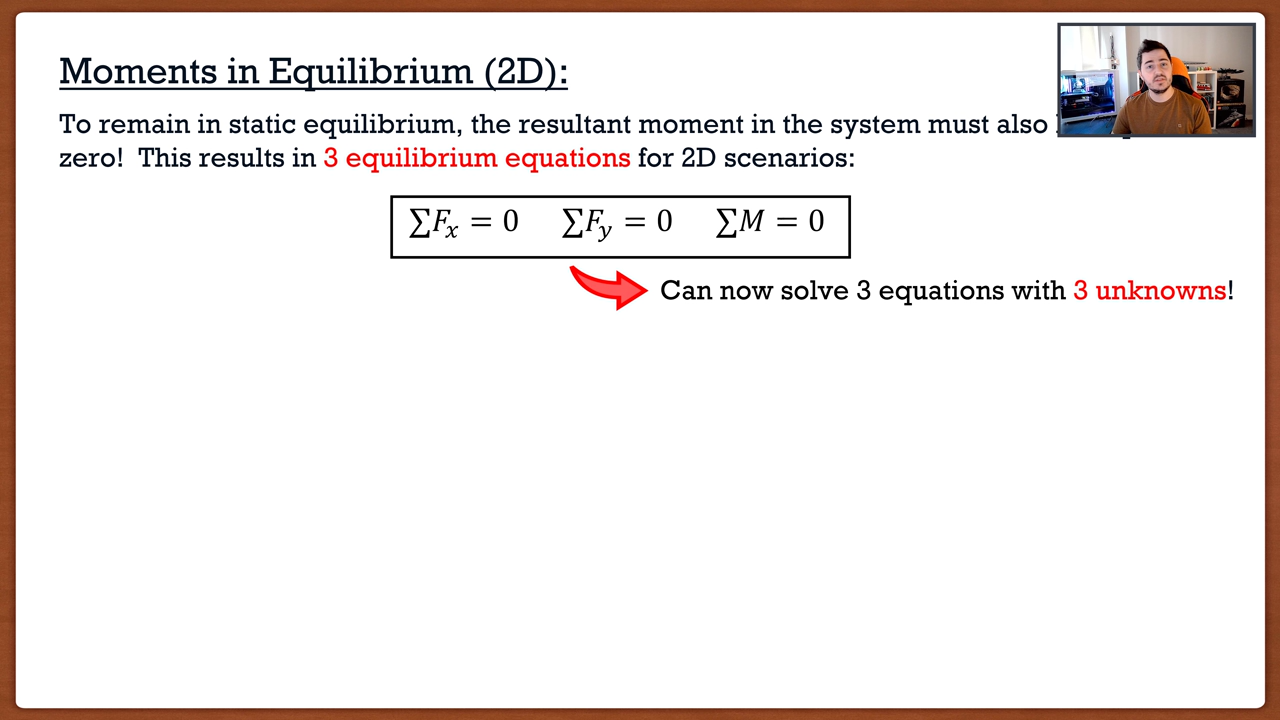 Moments in Equilibrium (2D):
To remain in static equilibrium, the resultant moment in the system must also
zero! This results in 3 equilibrium equations for 2D scenarios:
∑Fₓ = 0 ∑F_y = 0 ∑M = 0
Can now solve 3 equations with 3 unknowns!